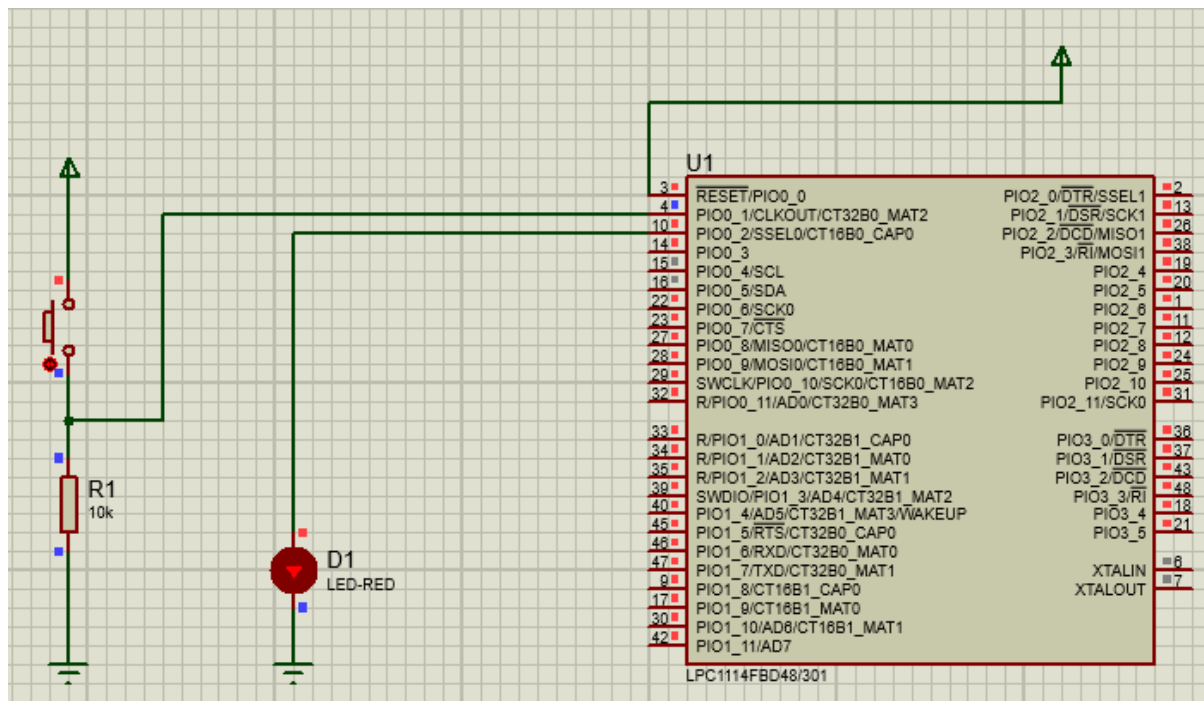 U1
3 RESET/PIO0_0 PIO2_0/DTR/SSEL1 2
4 PIO0_1/CLKOUT/CT32B0_MAT2 PIO2_1/DSR/SCK1 13
10 PIO0_2/SSEL0/CT16B0_CAP0 PIO2_2/DCD/MISO1 26
14 PIO0_3 PIO2_3/RI/MOSI1 38
15 PIO0_4/SCL PIO2_4 19
16 PIO0_5/SDA PIO2_5 20
22 PIO0_6/SCK0 PIO2_6 1
23 PIO0_7/CTS PIO2_7 11
27 PIO0_8/MISO0/CT16B0_MAT0 PIO2_8 12
28 PIO0_9/MOSI0/CT16B0_MAT1 PIO2_9 24
29 SWCLK/PIO0_10/SCK0/CT16B0_MAT2 PIO2_10 25
32 R/PIO0_11/AD0/CT32B0_MAT3 PIO2_11/SCK0 31
33 R/PIO1_0/AD1/CT32B1_CAP0 PIO3_0/DTR 36
34 R/PIO1_1/AD2/CT32B1_MAT0 PIO3_1/DSR 37
35 R/PIO1_2/AD3/CT32B1_MAT1 PIO3_2/DCD 43
39 SWDIO/PIO1_3/AD4/CT32B1_MAT2 PIO3_3/RI 48
40 PIO1_4/AD5/CT32B1_MAT3/WAKEUP PIO3_4 18
45 PIO1_5/RTS/CT32B0_CAP0 PIO3_5 21
46 PIO1_6/RXD/CT32B0_MAT0
47 PIO1_7/TXD/CT32B0_MAT1 XTALIN 6
9 PIO1_8/CT16B1_CAP0 XTALOUT 7
17 PIO1_9/CT16B1_MAT0
30 PIO1_10/AD6/CT16B1_MAT1
42 PIO1_11/AD7
LPC1114FBD48/301
R1
10k
D1
LED-RED